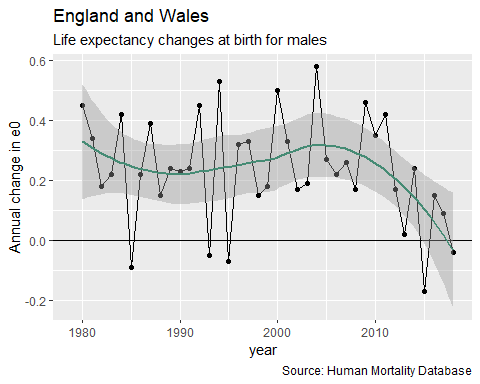 England and Wales
Life expectancy changes at birth for males
Annual change in e0
0.6
0.4
0.2
0.0
-0.2
1980 1990 2000 2010
year
Source: Human Mortality Database